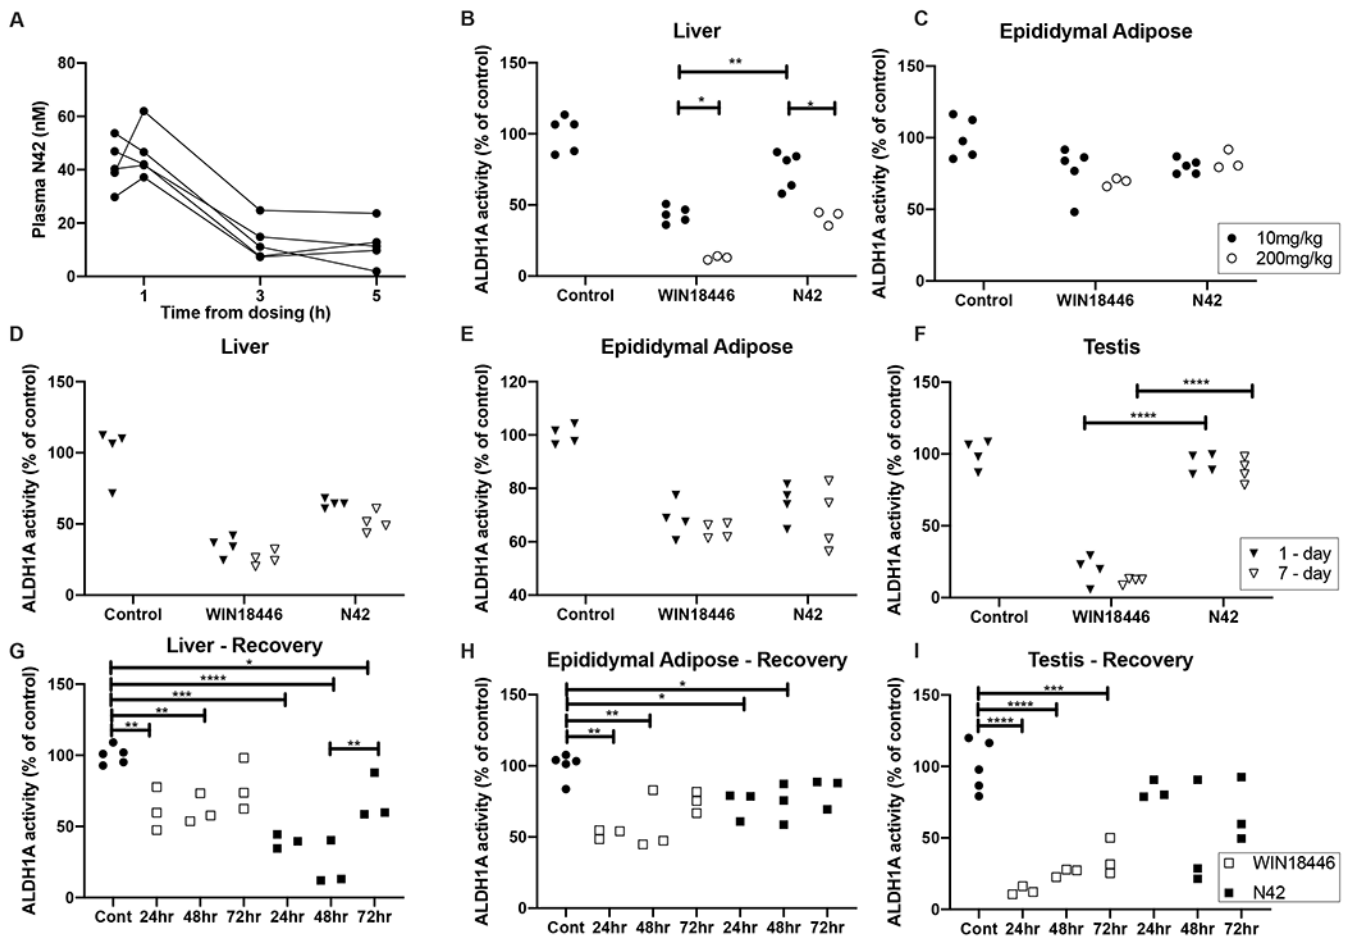 A
Plasma N42 (nM)
80
60
40
20
0
1
3
5
Time from dosing (h)
B
Liver
ALDH1A activity (% of control)
150
100
50
0
**
*
*
Control
WIN18446
N42
C
Epididymal Adipose
ALDH1A activity (% of control)
150
100
50
0
Control
WIN18446
N42
10mg/kg
200mg/kg
D
Liver
ALDH1A activity (% of control)
150
100
50
0
Control
WIN18446
N42
E
Epididymal Adipose
ALDH1A activity (% of control)
120
100
80
60
40
Control
WIN18446
N42
F
Testis
ALDH1A activity (% of control)
150
100
50
0
****
****
Control
WIN18446
N42
1 - day
7 - day
G
Liver - Recovery
ALDH1A activity (% of control)
150
100
50
0
*
****
***
**
**
**
Cont 24hr 48hr 72hr 24hr 48hr 72hr
H
Epididymal Adipose - Recovery
ALDH1A activity (% of control)
150
100
50
0
*
*
**
**
Cont 24hr 48hr 72hr 24hr 48hr 72hr
I
Testis - Recovery
ALDH1A activity (% of control)
150
100
50
0
***
****
****
Cont 24hr 48hr 72hr 24hr 48hr 72hr
WIN18446
N42